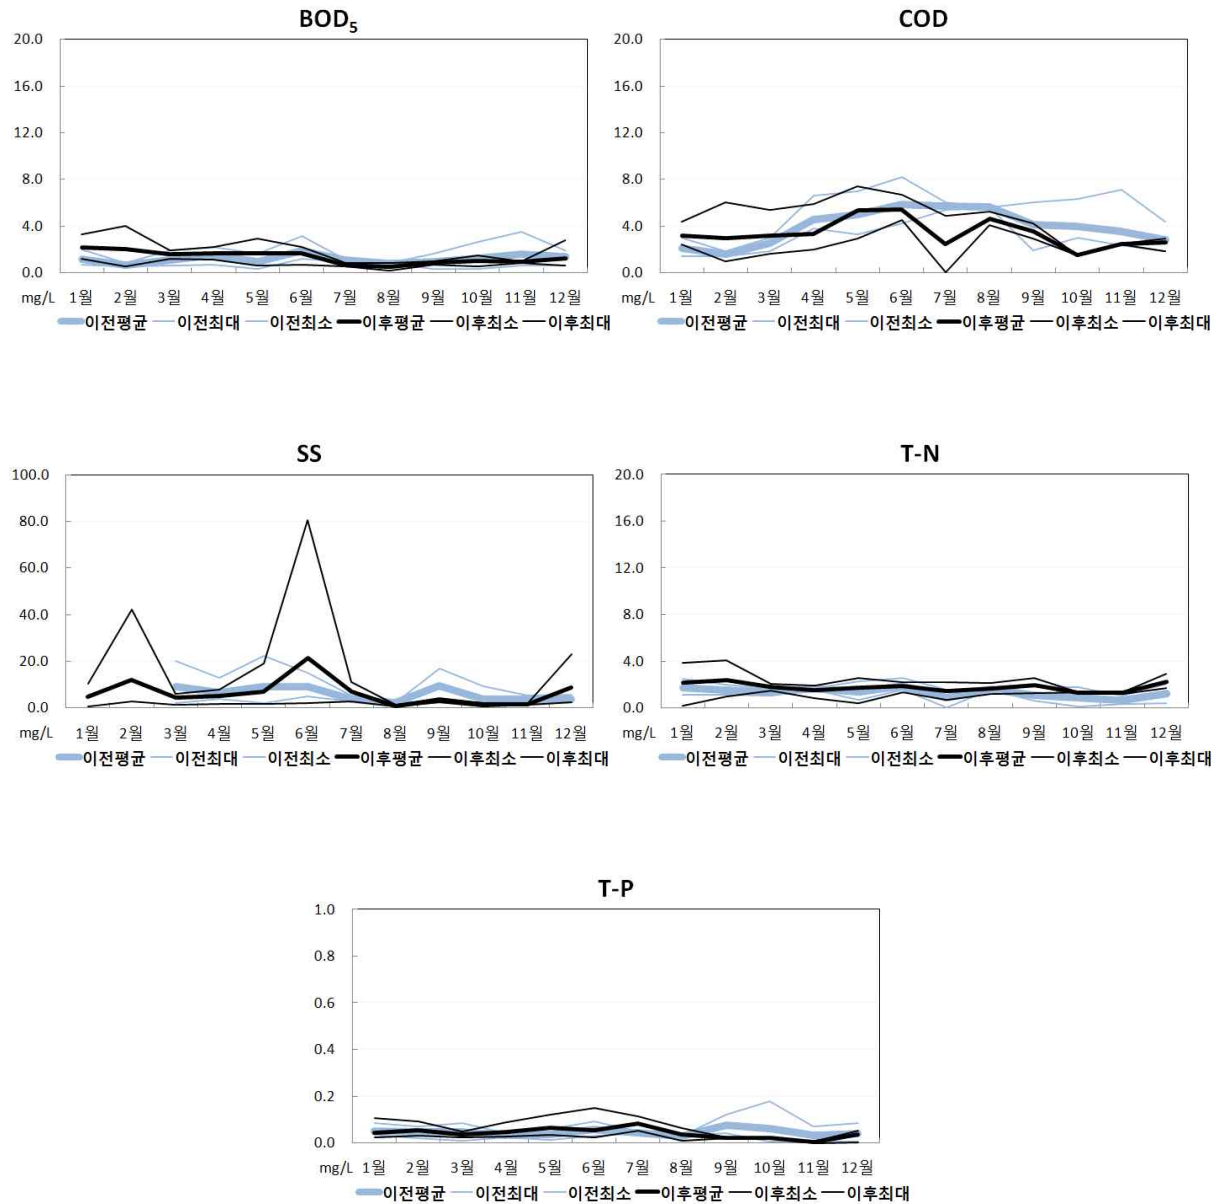 BOD5 COD
20.0 20.0
16.0 16.0
12.0 12.0
8.0 8.0
4.0 4.0
0.0 0.0
mg/L 1월 2월 3월 4월 5월 6월 7월 8월 9월 10월 11월 12월 mg/L 1월 2월 3월 4월 5월 6월 7월 8월 9월 10월 11월 12월
이전평균 이전최대 이전최소 이후평균 이후최소 이후최대 이전평균 이전최대 이전최소 이후평균 이후최소 이후최대
SS T-N
100.0 20.0
80.0 16.0
60.0 12.0
40.0 8.0
20.0 4.0
0.0 0.0
mg/L 1월 2월 3월 4월 5월 6월 7월 8월 9월 10월 11월 12월 mg/L 1월 2월 3월 4월 5월 6월 7월 8월 9월 10월 11월 12월
이전평균 이전최대 이전최소 이후평균 이후최소 이후최대 이전평균 이전최대 이전최소 이후평균 이후최소 이후최대
T-P
1.0
0.8
0.6
0.4
0.2
0.0
mg/L 1월 2월 3월 4월 5월 6월 7월 8월 9월 10월 11월 12월
이전평균 이전최대 이전최소 이후평균 이후최소 이후최대